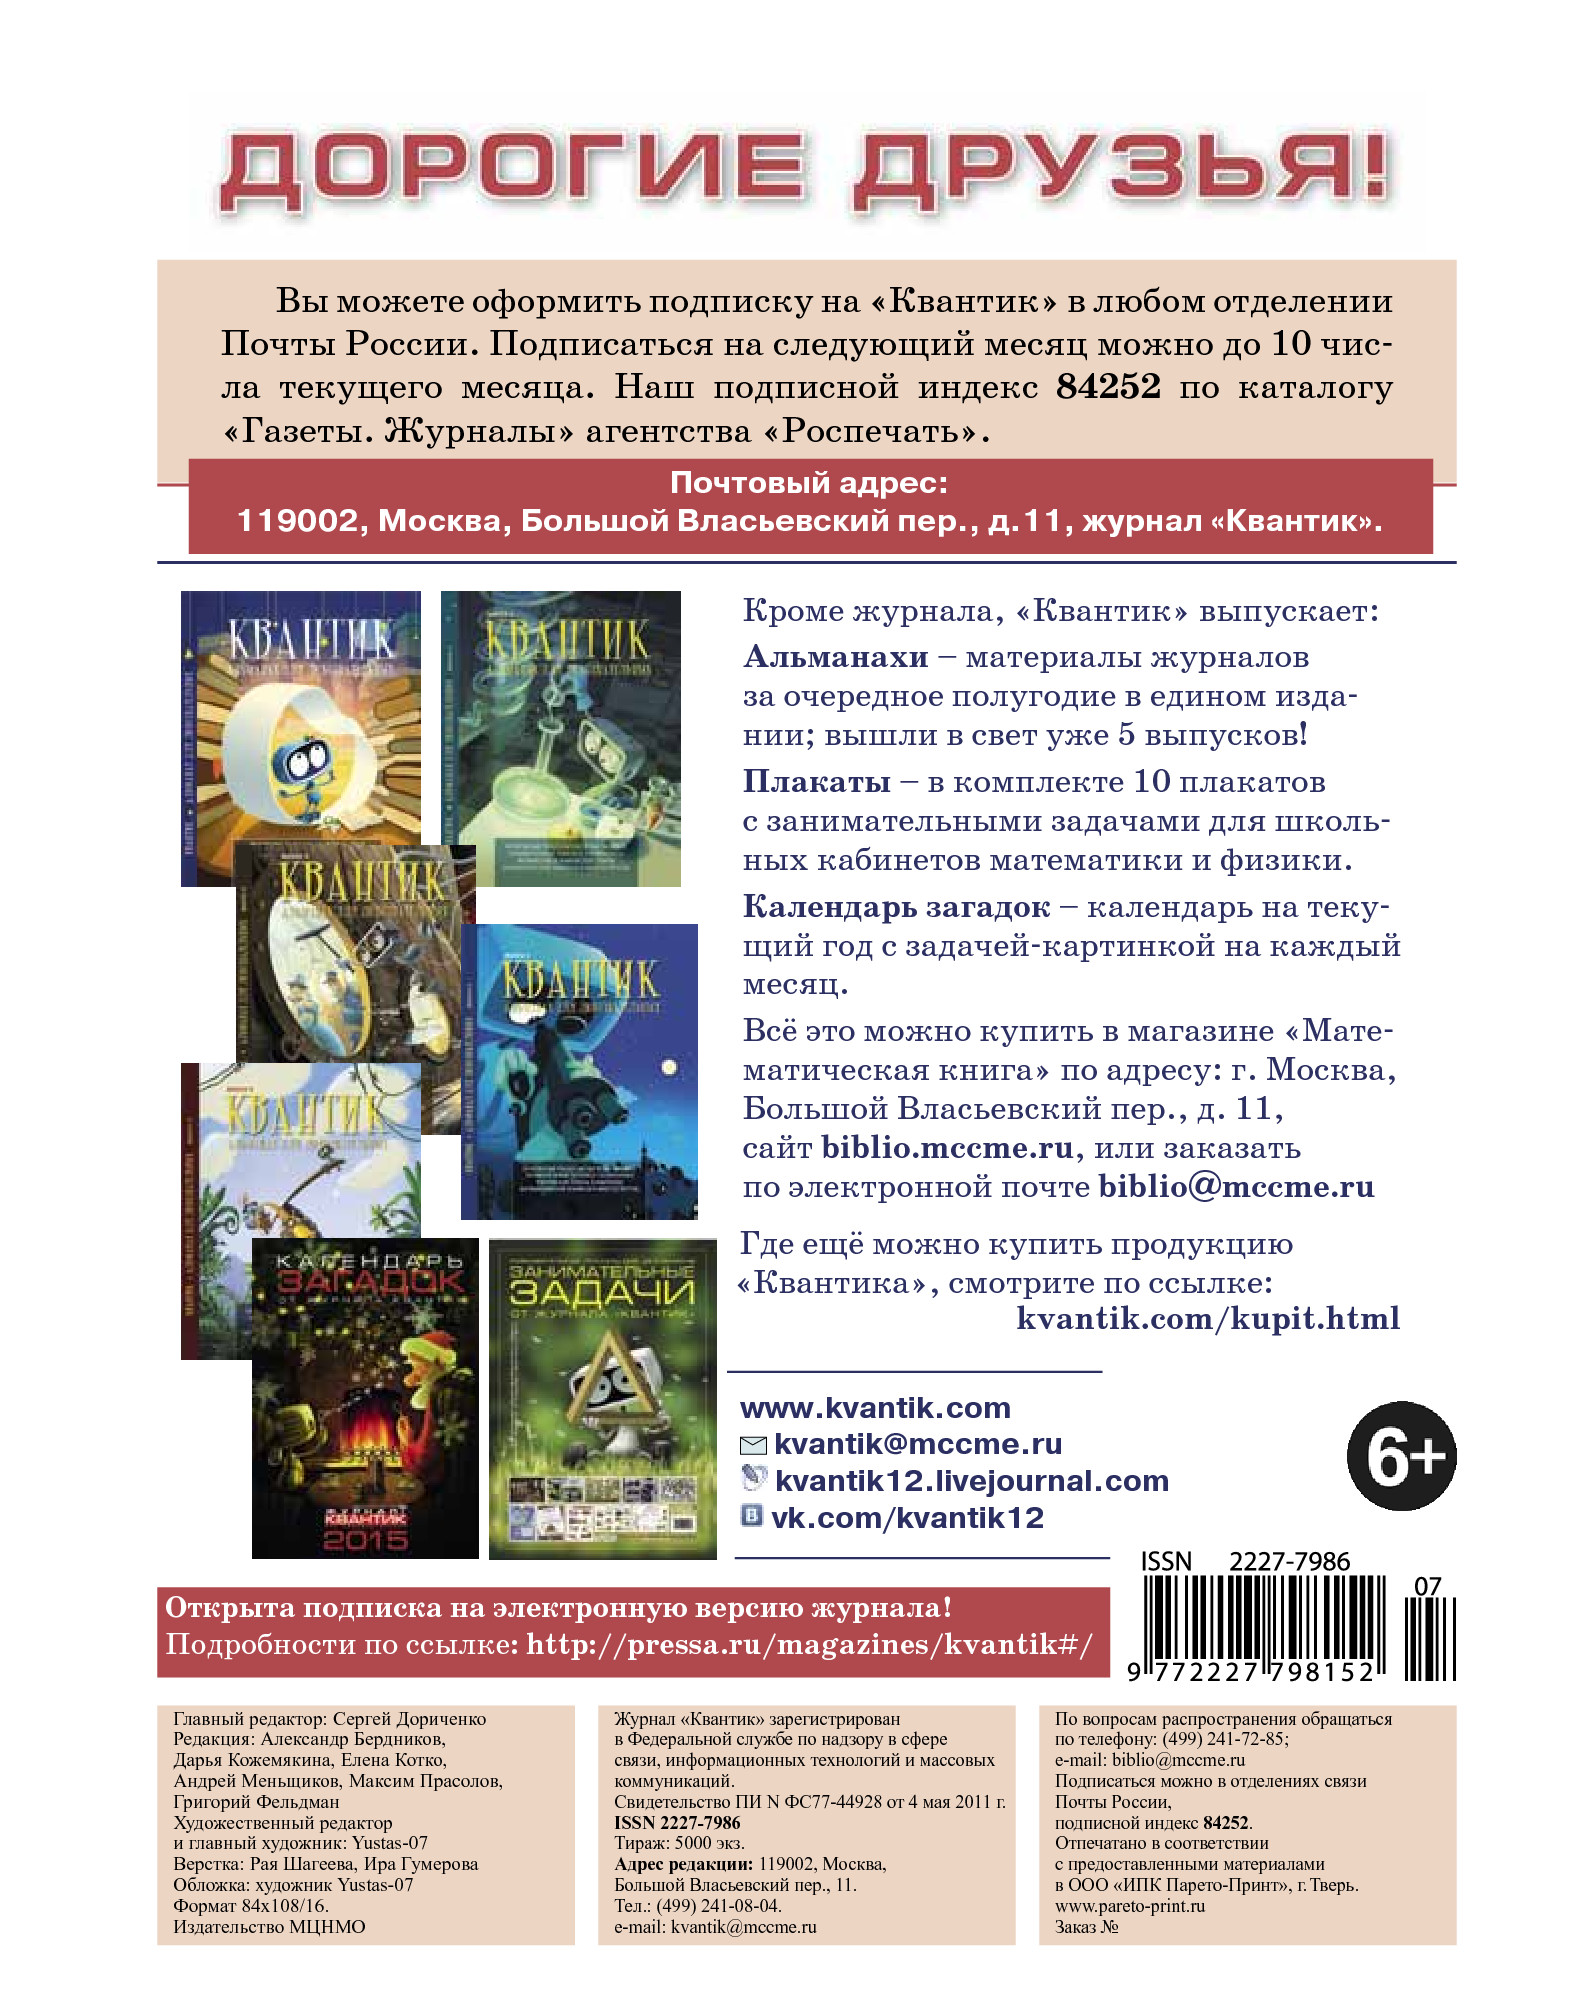 ДОРОГИЕ ДРУЗЬЯ!
Вы можете оформить подписку на «Квантик» в любом отделении
Почты России. Подписаться на следующий месяц можно до 10 чис-
ла текущего месяца. Наш подписной индекс 84252 по каталогу
«Газеты. Журналы» агентства «Роспечать».
Почтовый адрес:
119002, Москва, Большой Власьевский пер., д.11, журнал «Квантик».
КВАНТИК
КВАНТИК
КВАНТИК
КВАНТИК
КВАНТИК
КАЛЕНДАРЬ
ЗАГАДОК
ОТ ЖУРНАЛА КВАНТИК
ЖУРНАЛ
КВАНТИК
2015
ЗАНИМАТЕЛЬНЫЕ
ЗАДАЧИ
ОТ ЖУРНАЛА «КВАНТИК»
Кроме журнала, «Квантик» выпускает:
Альманахи – материалы журналов
за очередное полугодие в едином изда-
нии; вышли в свет уже 5 выпусков!
Плакаты – в комплекте 10 плакатов
с занимательными задачами для школь-
ных кабинетов математики и физики.
Календарь загадок – календарь на теку-
щий год с задачей-картинкой на каждый
месяц.
Всё это можно купить в магазине «Мате-
матическая книга» по адресу: г. Москва,
Большой Власьевский пер., д. 11,
сайт biblio.mccme.ru, или заказать
по электронной почте biblio@mccme.ru
Где ещё можно купить продукцию
«Квантика», смотрите по ссылке:
kvantik.com/kupit.html
www.kvantik.com
kvantik@mccme.ru
kvantik12.livejournal.com
vk.com/kvantik12
6+
ISSN 2227-7986
07
9 772227 798152
Открыта подписка на электронную версию журнала!
Подробности по ссылке: http://pressa.ru/magazines/kvantik#/
Главный редактор: Сергей Дориченко
Редакция: Александр Бердников,
Дарья Кожемякина, Елена Котко,
Андрей Меньщиков, Максим Прасолов,
Григорий Фельдман
Художественный редактор
и главный художник: Yustas-07
Верстка: Рая Шагеева, Ира Гумерова
Обложка: художник Yustas-07
Формат 84х108/16.
Издательство МЦНМО
Журнал «Квантик» зарегистрирован
в Федеральной службе по надзору в сфере
связи, информационных технологий и массовых
коммуникаций.
Свидетельство ПИ N ФС77-44928 от 4 мая 2011 г.
ISSN 2227-7986
Тираж: 5000 экз.
Адрес редакции: 119002, Москва,
Большой Власьевский пер., 11.
Тел.: (499) 241-08-04.
e-mail: kvantik@mccme.ru
По вопросам распространения обращаться
по телефону: (499) 241-72-85;
e-mail: biblio@mccme.ru
Подписаться можно в отделениях связи
Почты России,
подписной индекс 84252.
Отпечатано в соответствии
с предоставленными материалами
в ООО «ИПК Парето-Принт», г. Тверь.
www.pareto-print.ru
Заказ №